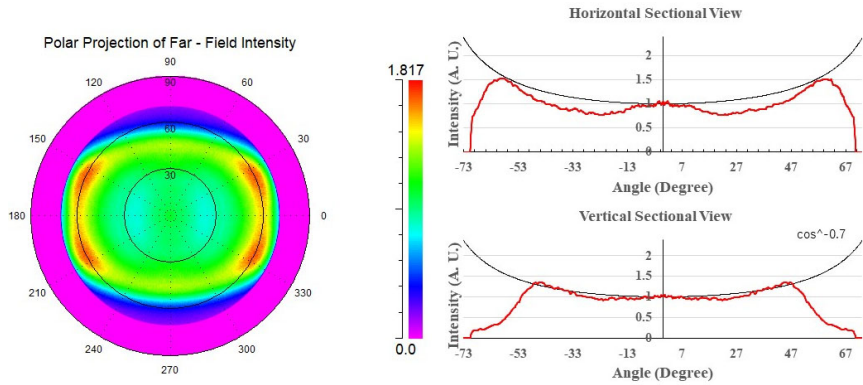 Polar Projection of Far - Field Intensity
90
120
60
90
150
60
30
30
180
0
210
330
240
300
270
1.817
0.0
Horizontal Sectional View
Intensity (A. U.)
2
1.5
1
0.5
0
-73 -53 -33 -13 7 27 47 67
Angle (Degree)
Vertical Sectional View
cos^-0.7
Intensity (A. U.)
2
1.5
1
0.5
0
-73 -53 -33 -13 7 27 47 67
Angle (Degree)